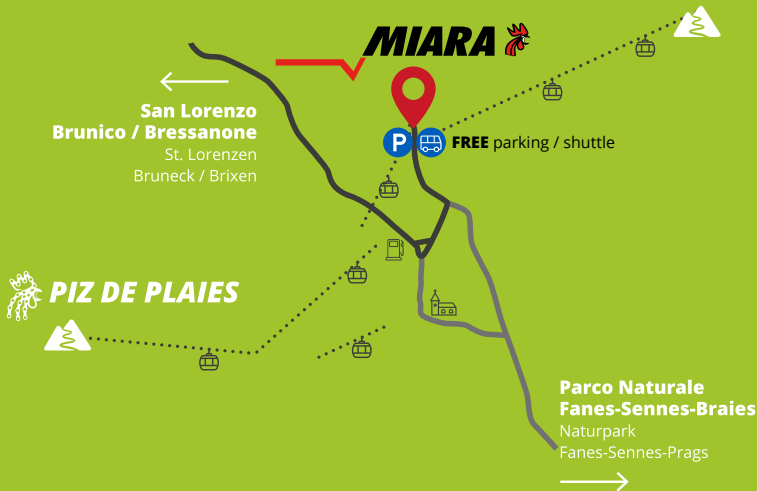 MIARA
San Lorenzo
Brunico / Bressanone
St. Lorenzen
Bruneck / Brixen
P
FREE parking / shuttle
PIZ DE PLAIES
Parco Naturale
Fanes-Sennes-Braies
Naturpark
Fanes-Sennes-Prags